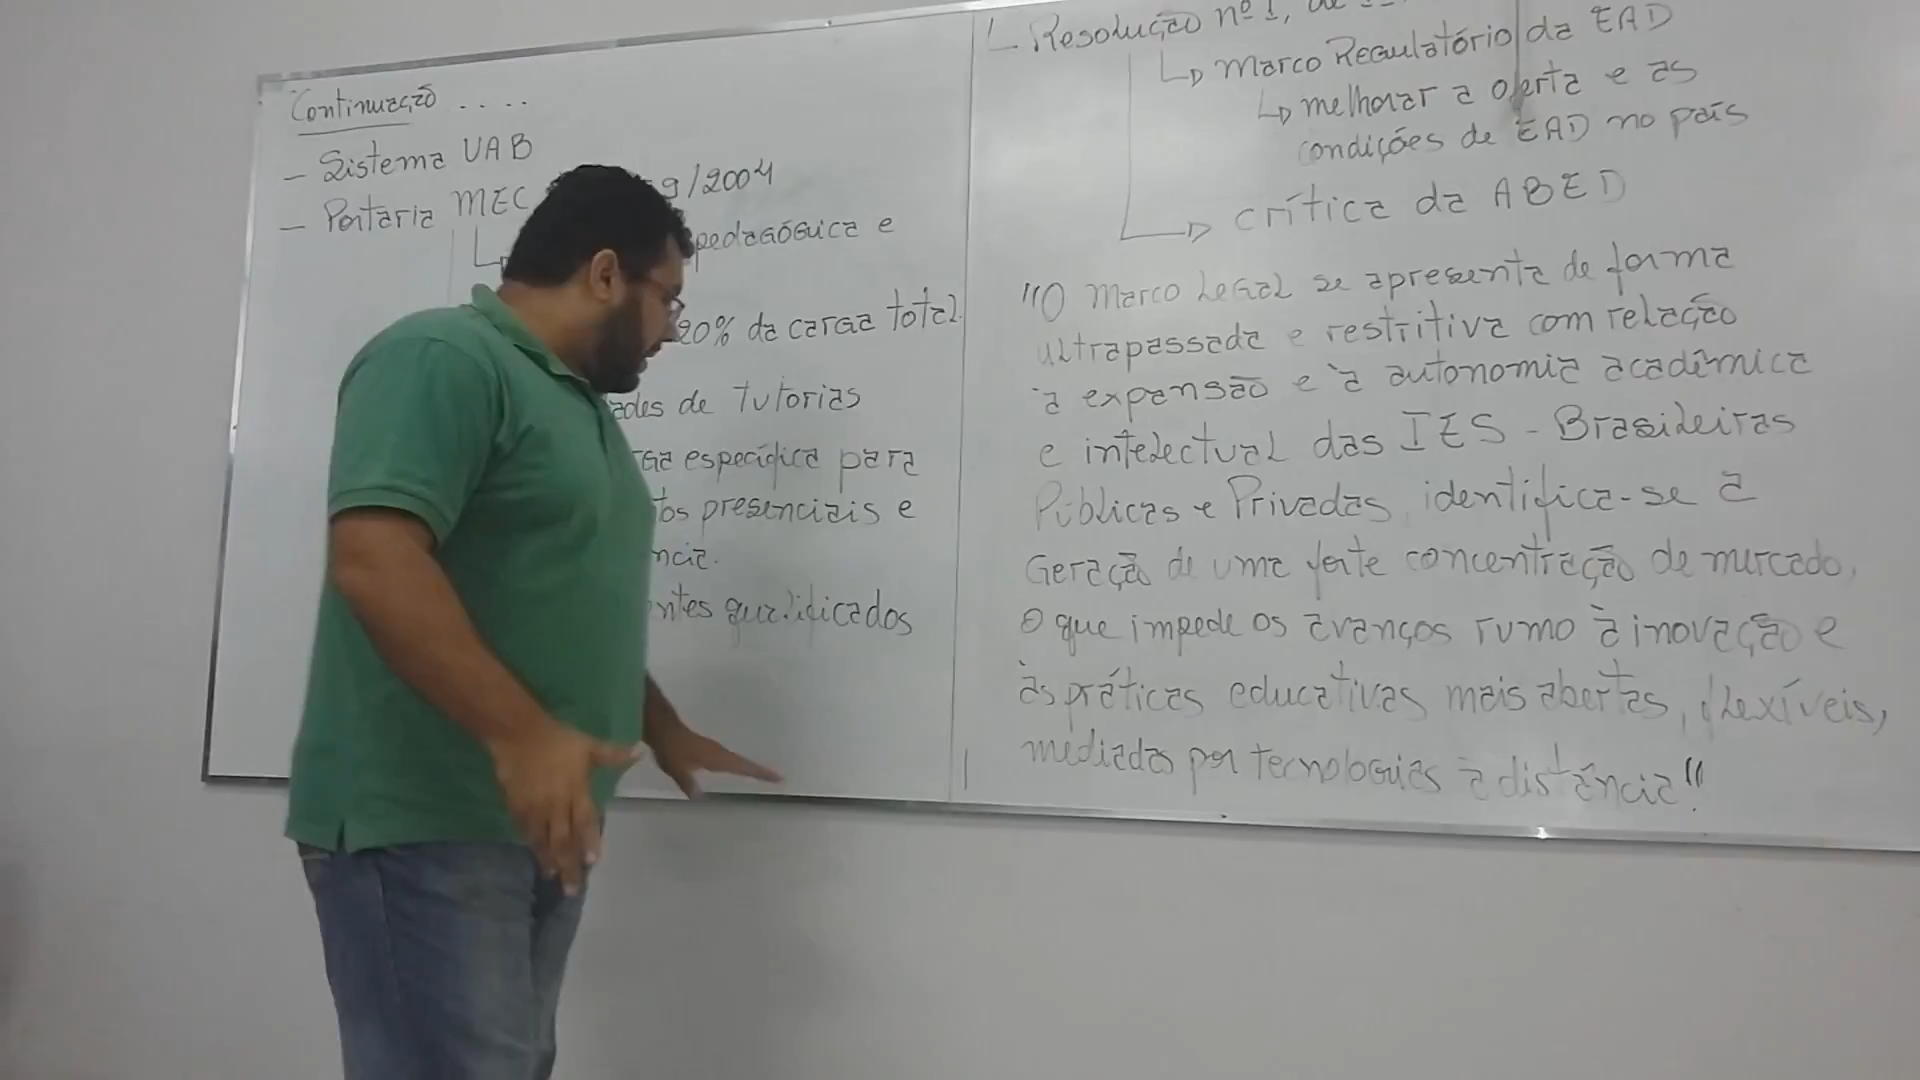 Continuação ....
- Sistema UAB
- Portaria MEC 9/2004
pedagógica e
20% da carga total.
ades de tutorias
rga específica para
tos presenciais e
ncia.
ntes qualificados
Resolução nº 1, de
marco Regulatório da EAD
melhorar a oferta e as
condições de EAD no país
crítica da ABED
"O marco Legal se apresenta de forma
ultrapassada e restritiva com relação
à expansão e à autonomia acadêmica
e intelectual das IES - Brasileiras
Públicas e Privadas, identifica-se a
Geração de uma forte concentração de mercado,
o que impede os avanços rumo à inovação e
às práticas educativas mais abertas, flexíveis,
mediadas por tecnologias à distância"!